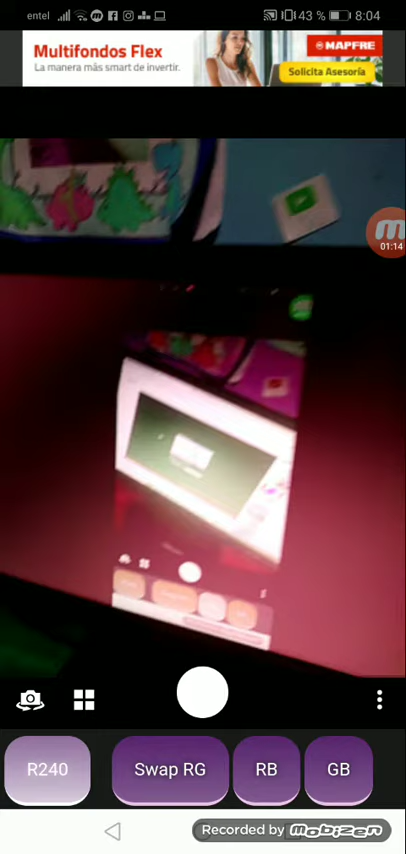 entel 43 % 8:04
Multifondos Flex
La manera más smart de invertir.
MAPFRE
Solicita Asesoría
01:14
R240 Swap RG RB GB
Recorded by mobizen